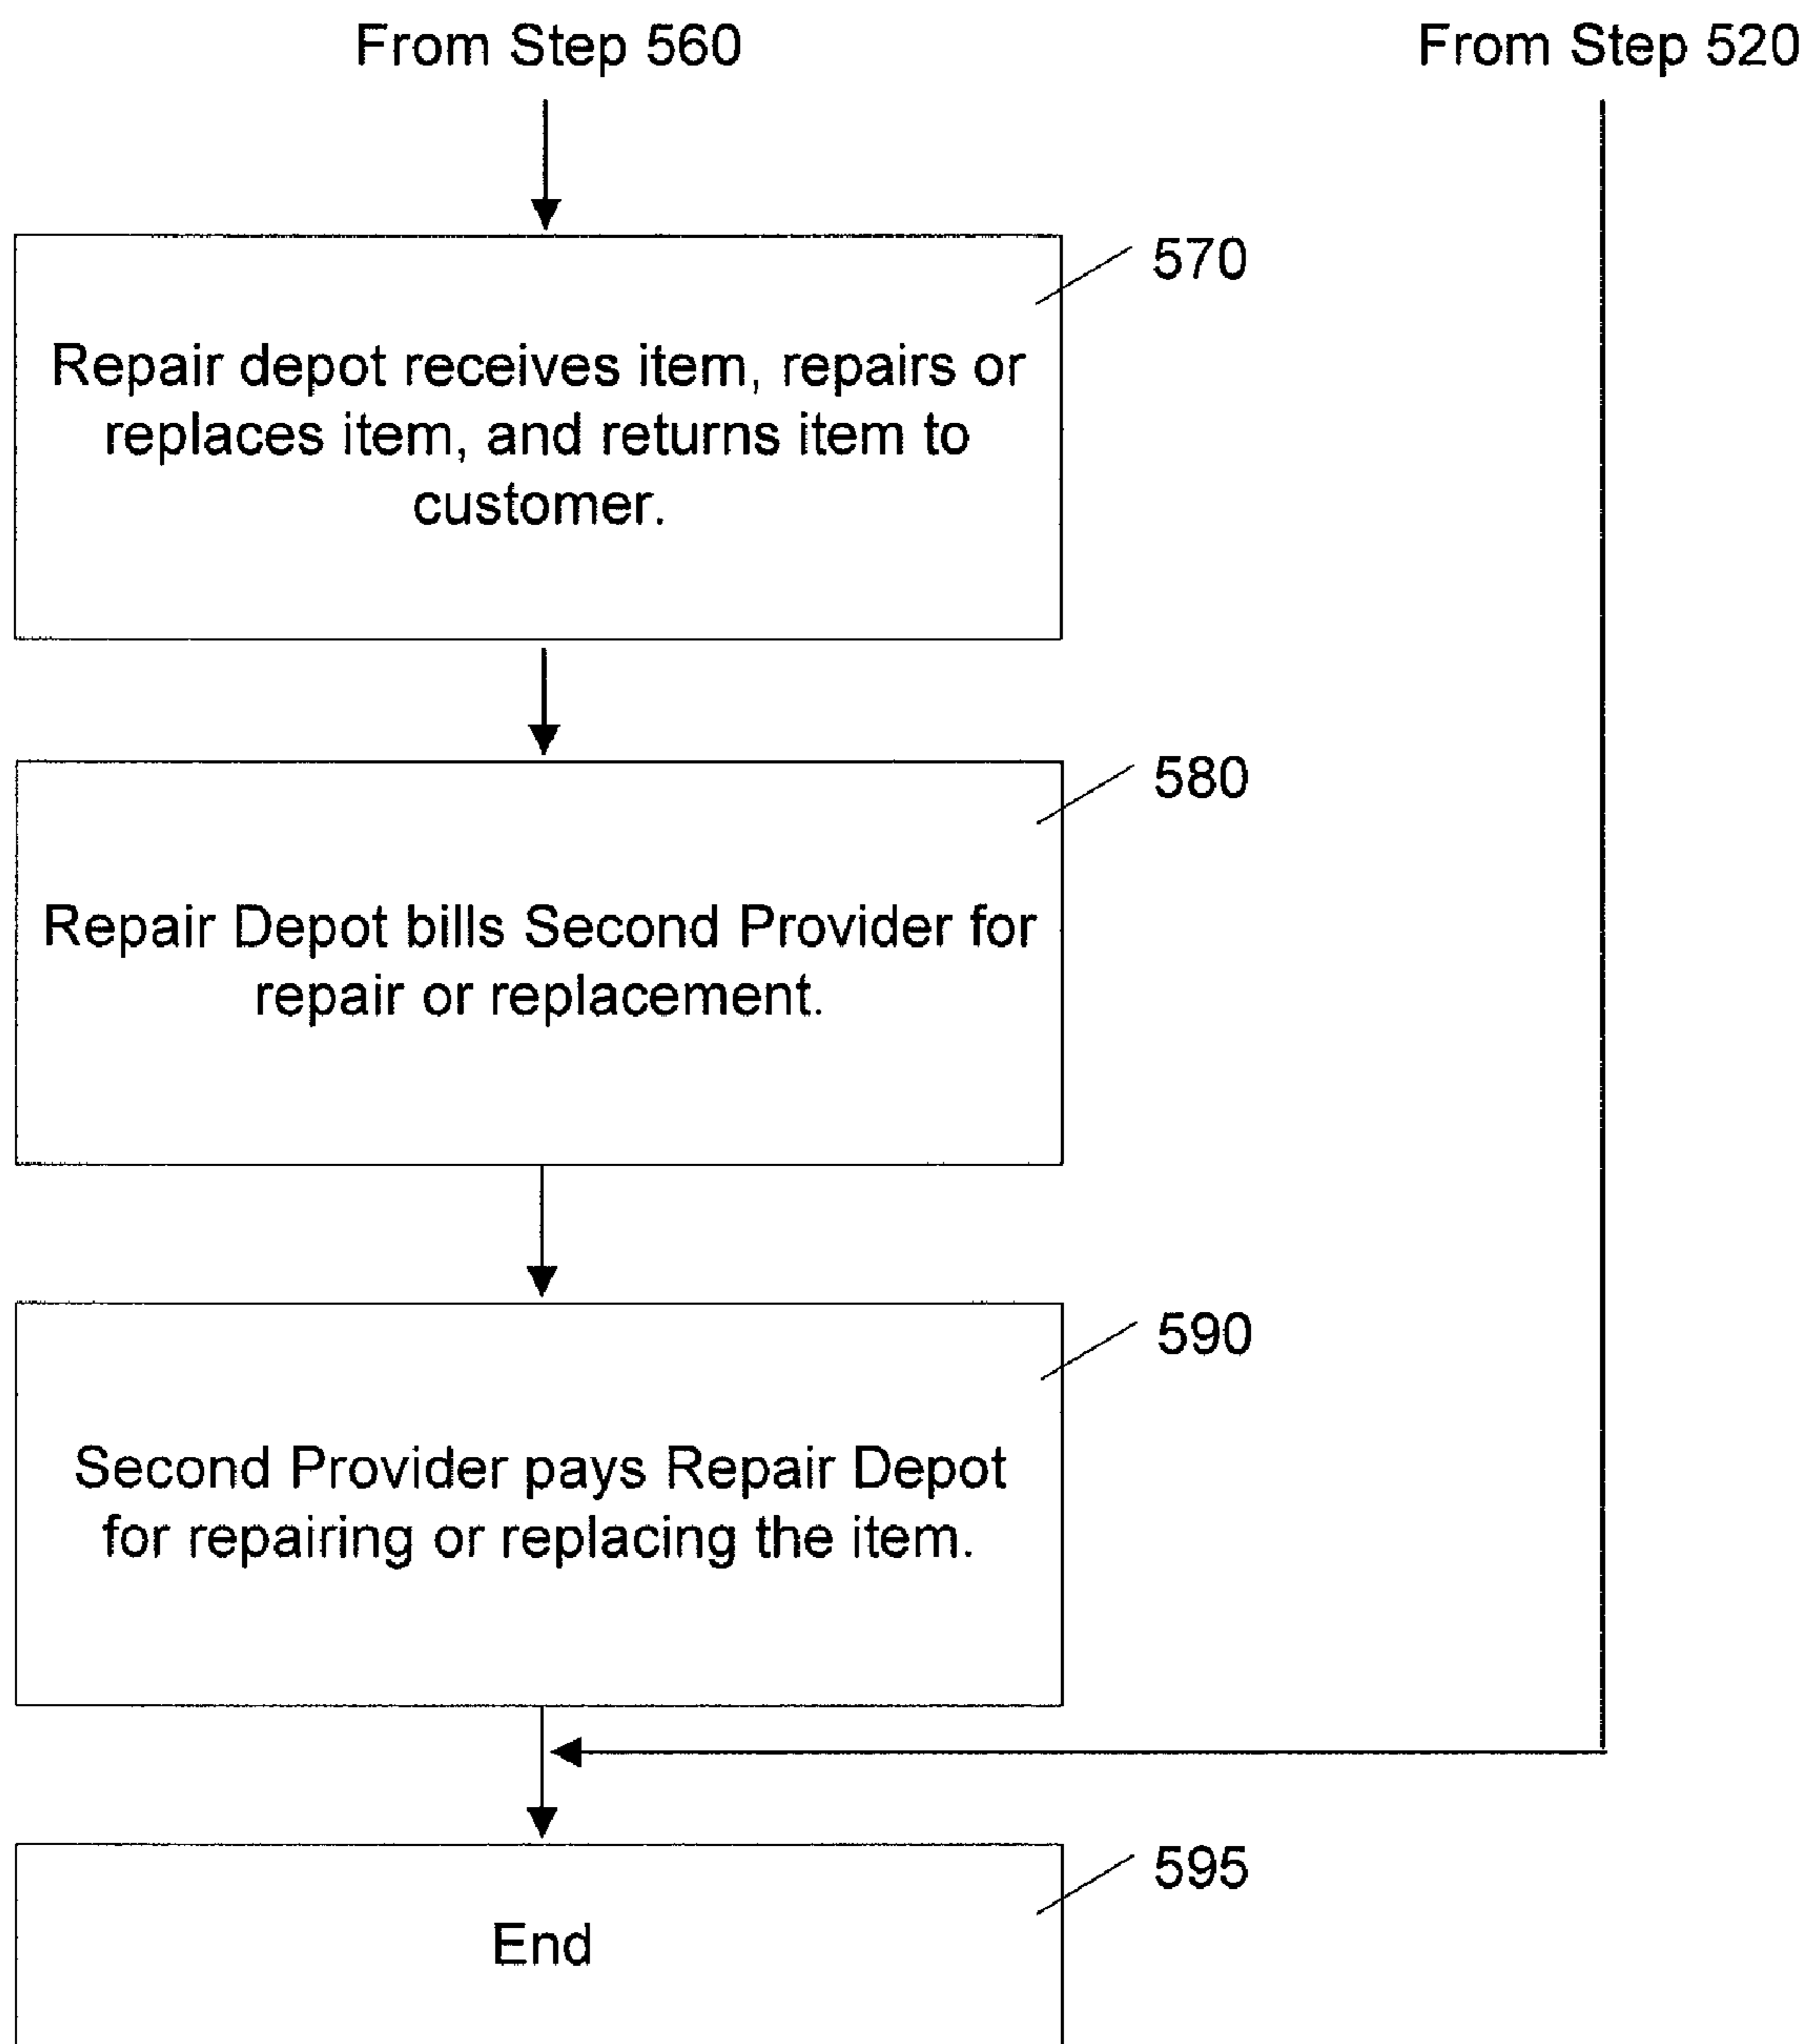 From Step 560
From Step 520
570
Repair depot receives item, repairs or
replaces item, and returns item to
customer.
580
Repair Depot bills Second Provider for
repair or replacement.
590
Second Provider pays Repair Depot
for repairing or replacing the item.
595
End